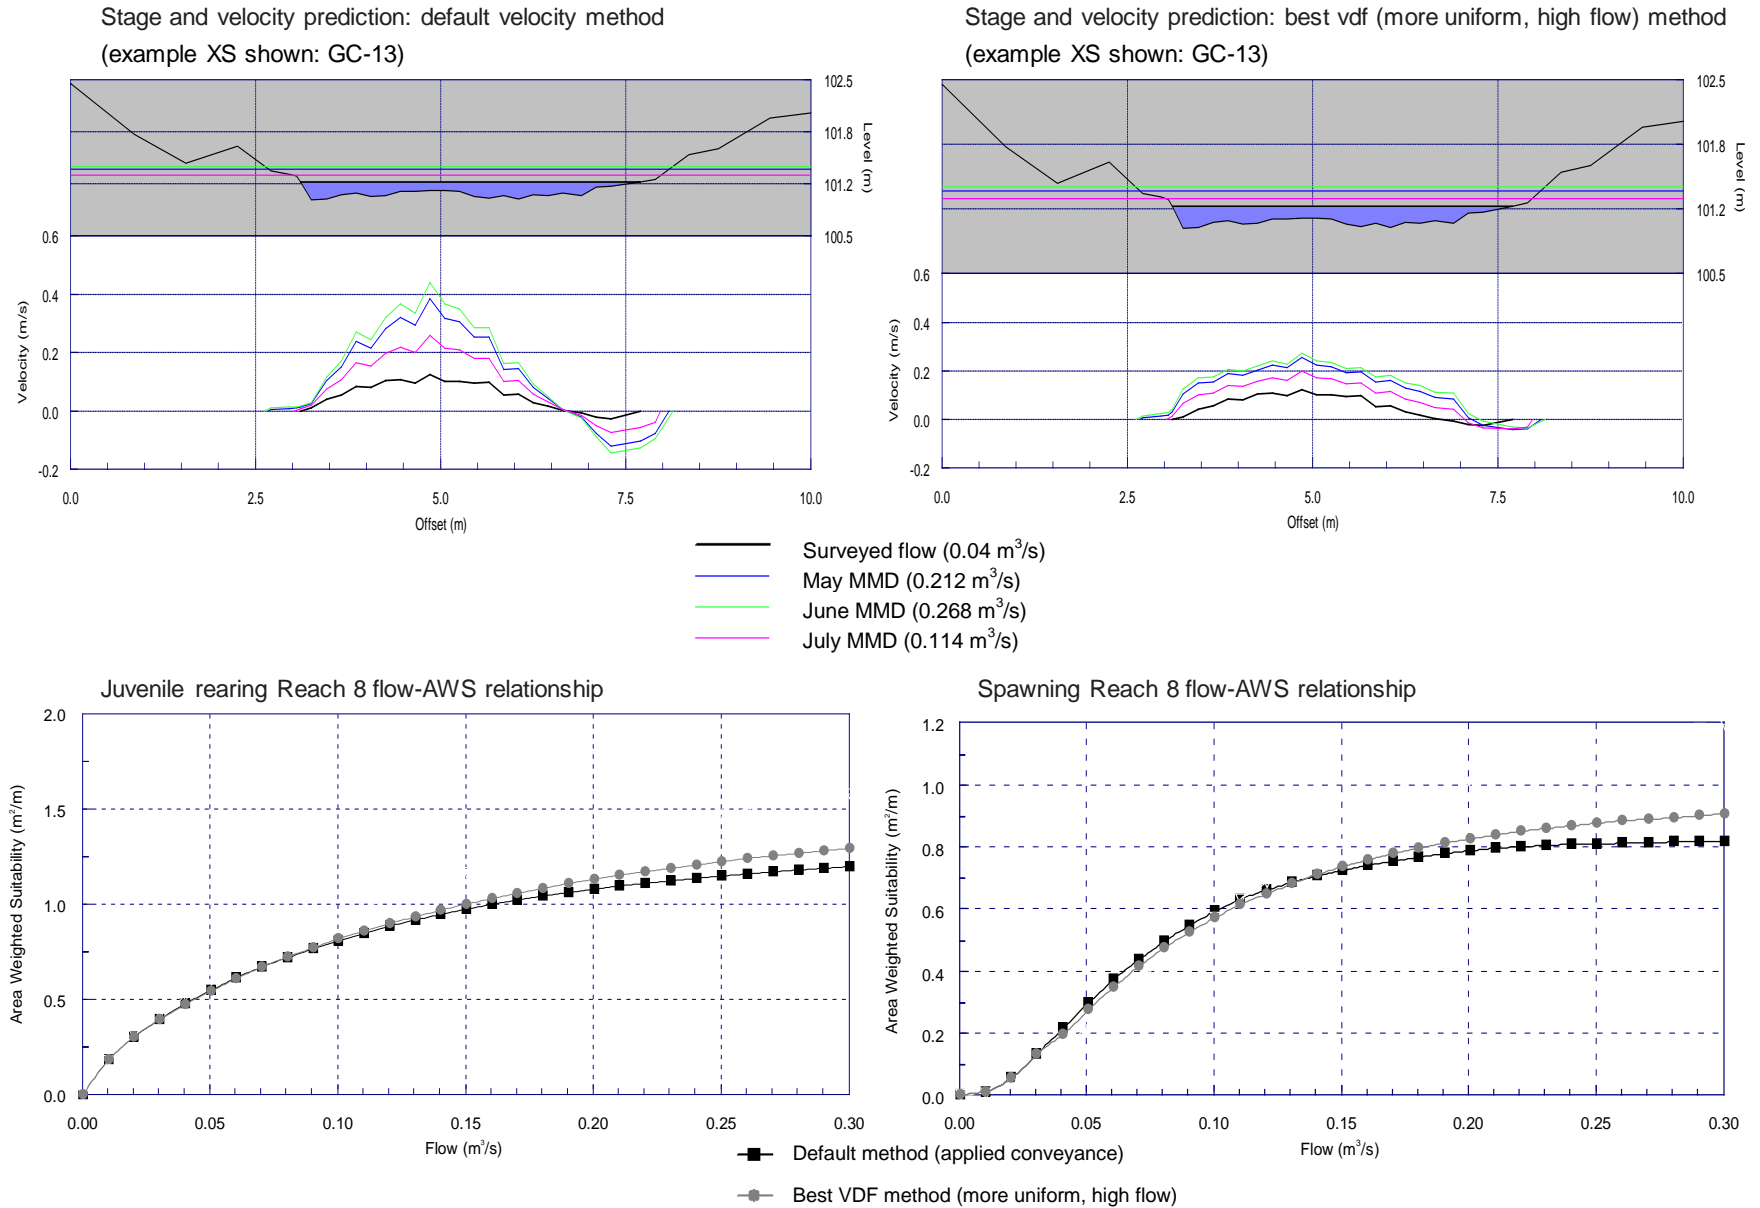 Stage and velocity prediction: default velocity method
(example XS shown: GC-13)
102.5
101.8
101.2
100.5
Level (m)
0.6
0.4
0.2
0.0
-0.2
Velocity (m/s)
0.0 2.5 5.0 7.5 10.0
Offset (m)
Stage and velocity prediction: best vdf (more uniform, high flow) method
(example XS shown: GC-13)
102.5
101.8
101.2
100.5
Level (m)
0.6
0.4
0.2
0.0
-0.2
Velocity (m/s)
0.0 2.5 5.0 7.5 10.0
Offset (m)
Surveyed flow (0.04 m³/s)
May MMD (0.212 m³/s)
June MMD (0.268 m³/s)
July MMD (0.114 m³/s)
Juvenile rearing Reach 8 flow-AWS relationship
2.0
1.5
1.0
0.5
0.0
Area Weighted Suitability (m²/m)
0.00 0.05 0.10 0.15 0.20 0.25 0.30
Flow (m³/s)
Spawning Reach 8 flow-AWS relationship
1.2
1.0
0.8
0.6
0.4
0.2
0.0
Area Weighted Suitability (m²/m)
0.00 0.05 0.10 0.15 0.20 0.25 0.30
Flow (m³/s)
Default method (applied conveyance)
Best VDF method (more uniform, high flow)